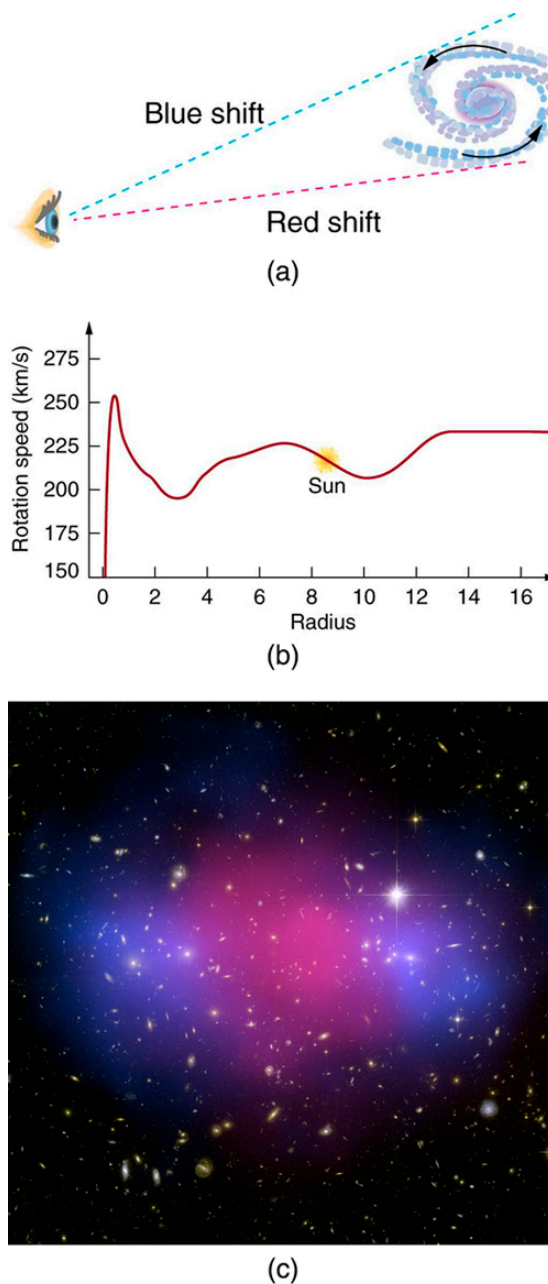 Blue shift
Red shift
(a)
Rotation speed (km/s)
275
250
225
200
175
150
Sun
0 2 4 6 8 10 12 14 16
Radius
(b)
(c)